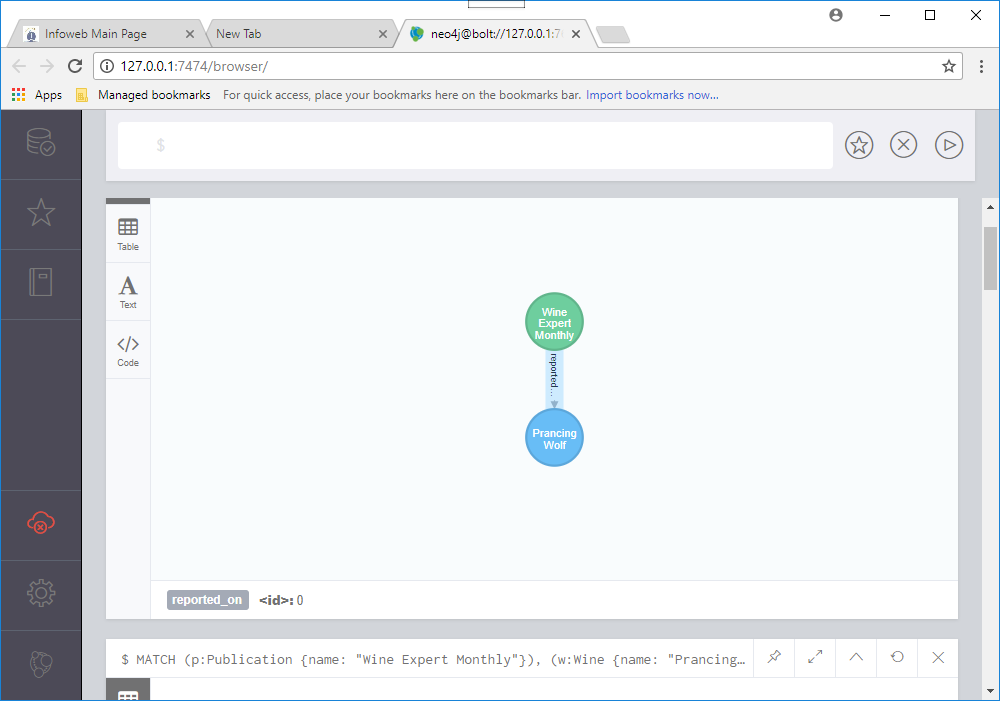 Infoweb Main Page
New Tab
neo4j@bolt://127.0.0.1:7
127.0.0.1:7474/browser/
Apps
Managed bookmarks
For quick access, place your bookmarks here on the bookmarks bar. Import bookmarks now...
$
Table
A
Text
</>
Code
Wine
Expert
Monthly
reported...
Prancing
Wolf
reported_on <id>: 0
$ MATCH (p:Publication {name: "Wine Expert Monthly"}), (w:Wine {name: "Prancing…